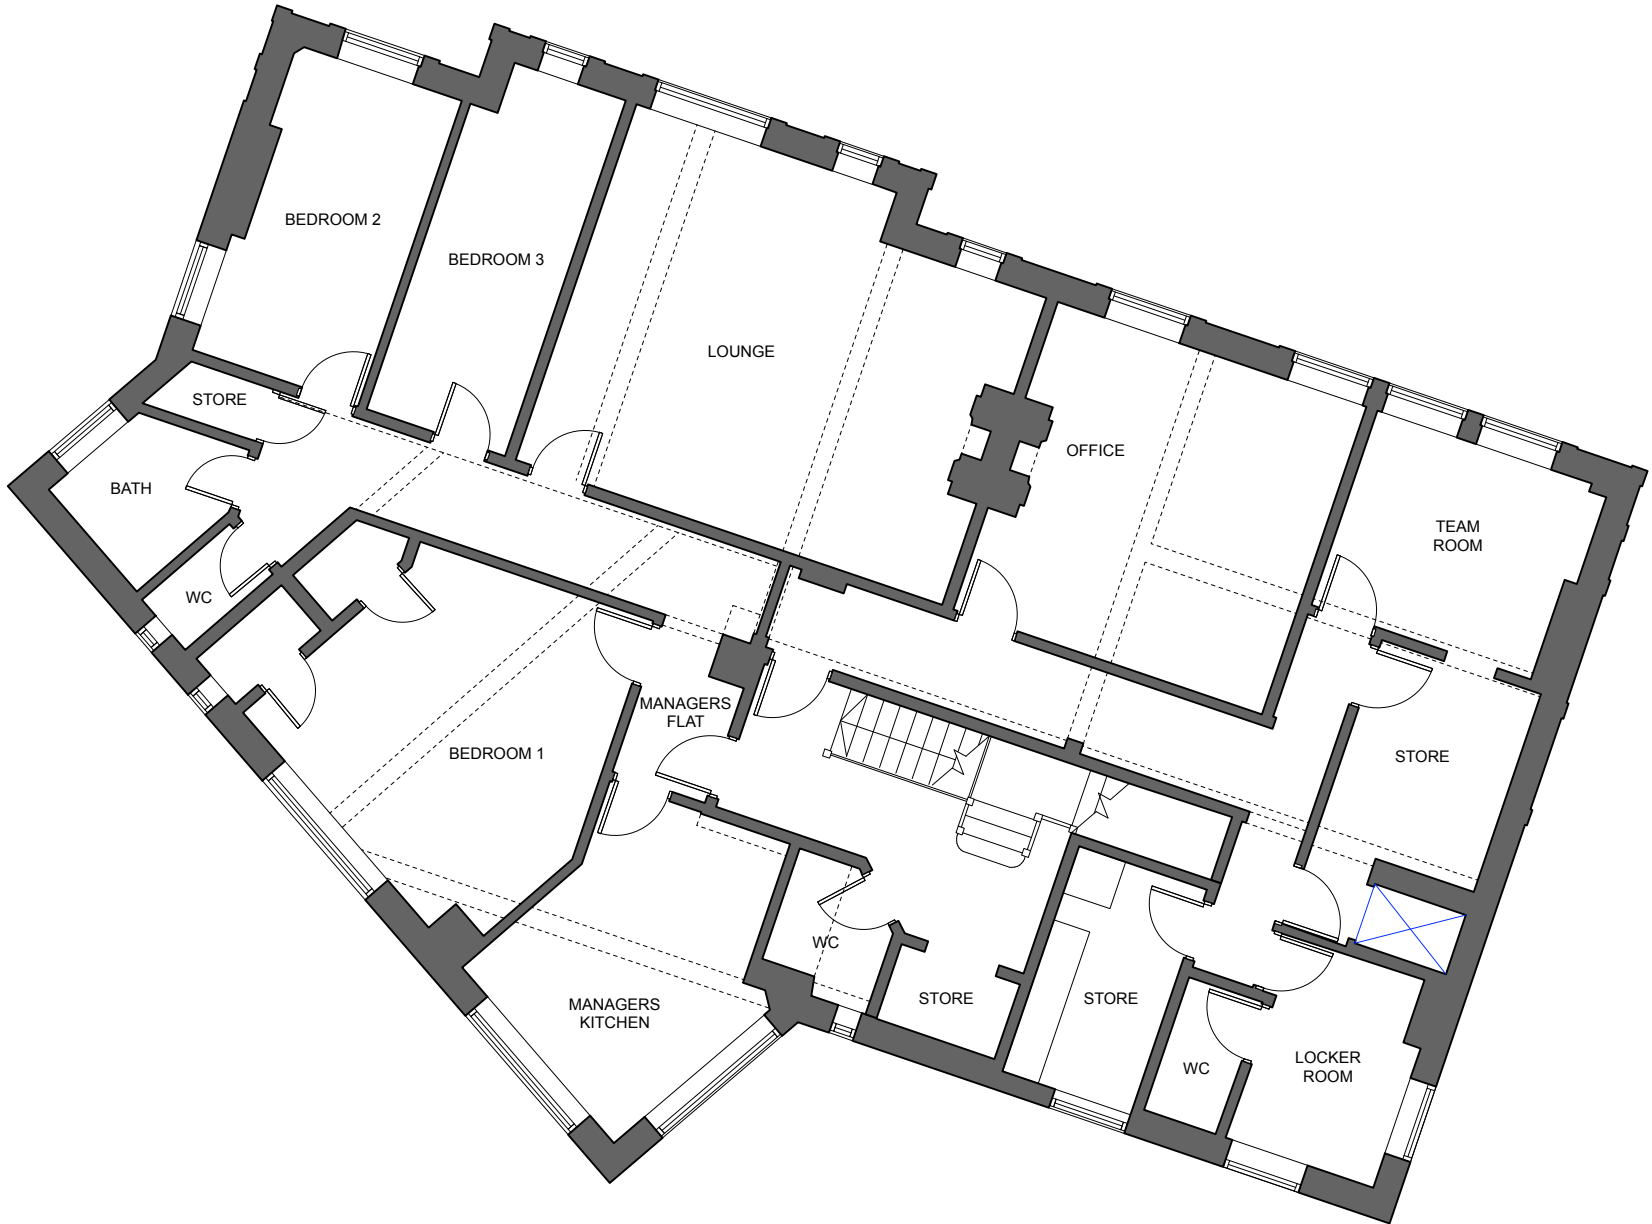 BEDROOM 2
BEDROOM 3
LOUNGE
STORE
OFFICE
BATH
TEAM
ROOM
WC
MANAGERS
FLAT
BEDROOM 1
STORE
WC
STORE
STORE
MANAGERS
KITCHEN
WC
LOCKER
ROOM